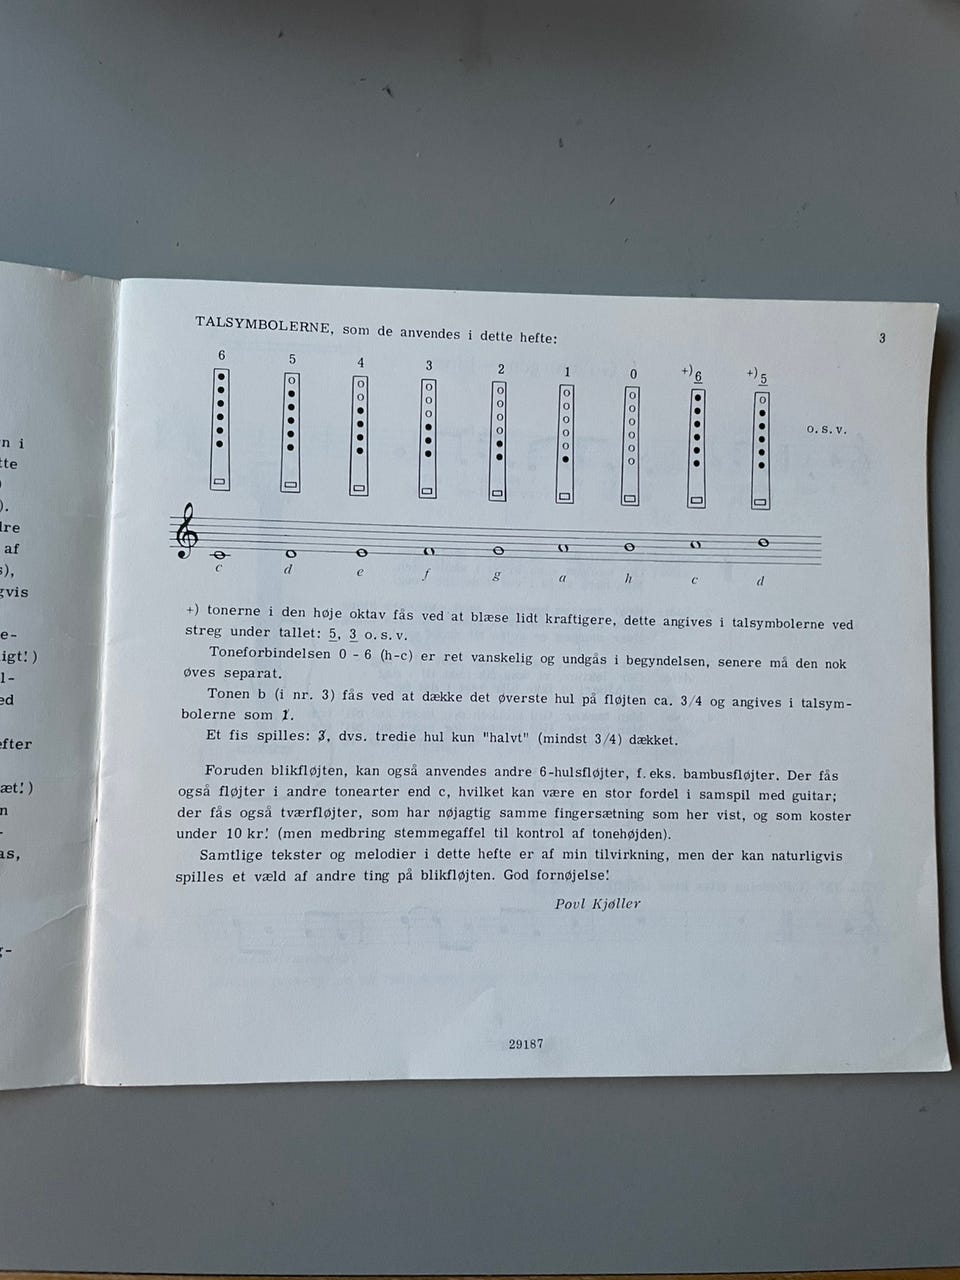 TALSYMBOLERNE, som de anvendes i dette hefte:
3
6 5 4 3 2 1 0 +)6 +)5
o.s.v.
c d e f g a h c d
+) tonerne i den høje oktav fås ved at blæse lidt kraftigere, dette angives i talsymbolerne ved
streg under tallet: 5, 3 o.s.v.
Toneforbindelsen 0 - 6 (h-c) er ret vanskelig og undgås i begyndelsen, senere må den nok
øves separat.
Tonen b (i nr. 3) fås ved at dække det øverste hul på fløjten ca. 3/4 og angives i talsym-
bolerne som 1.
Et fis spilles: 3, dvs. tredie hul kun "halvt" (mindst 3/4) dækket.
Foruden blikfløjten, kan også anvendes andre 6-hulsfløjter, f.eks. bambusfløjter. Der fås
også fløjter i andre tonearter end c, hvilket kan være en stor fordel i samspil med guitar;
der fås også tværfløjter, som har nøjagtig samme fingersætning som her vist, og som koster
under 10 kr! (men medbring stemmegaffel til kontrol af tonehøjden).
Samtlige tekster og melodier i dette hefte er af min tilvirkning, men der kan naturligvis
spilles et væld af andre ting på blikfløjten. God fornøjelse!
Povl Kjøller
29187